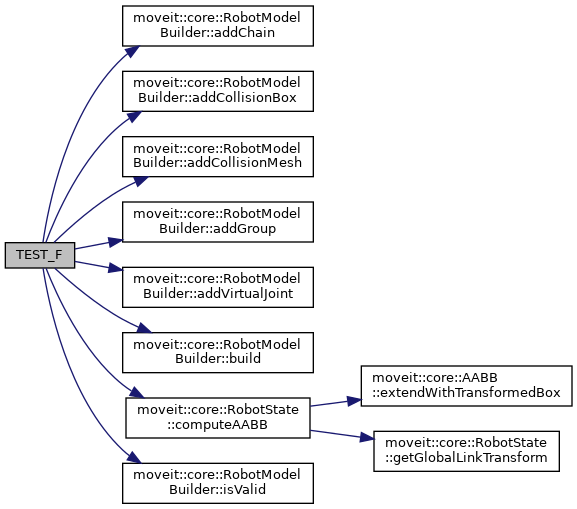 moveit::core::RobotModel
Builder::addChain
moveit::core::RobotModel
Builder::addCollisionBox
moveit::core::RobotModel
Builder::addCollisionMesh
moveit::core::RobotModel
Builder::addGroup
TEST_F
moveit::core::RobotModel
Builder::addVirtualJoint
moveit::core::RobotModel
Builder::build
moveit::core::RobotState
::computeAABB
moveit::core::AABB
::extendWithTransformedBox
moveit::core::RobotState
::getGlobalLinkTransform
moveit::core::RobotModel
Builder::isValid